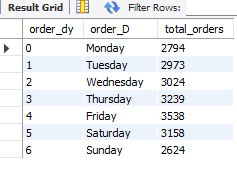 Result Grid Filter Rows:
order_dy order_D total_orders
0 Monday 2794
1 Tuesday 2973
2 Wednesday 3024
3 Thursday 3239
4 Friday 3538
5 Saturday 3158
6 Sunday 2624